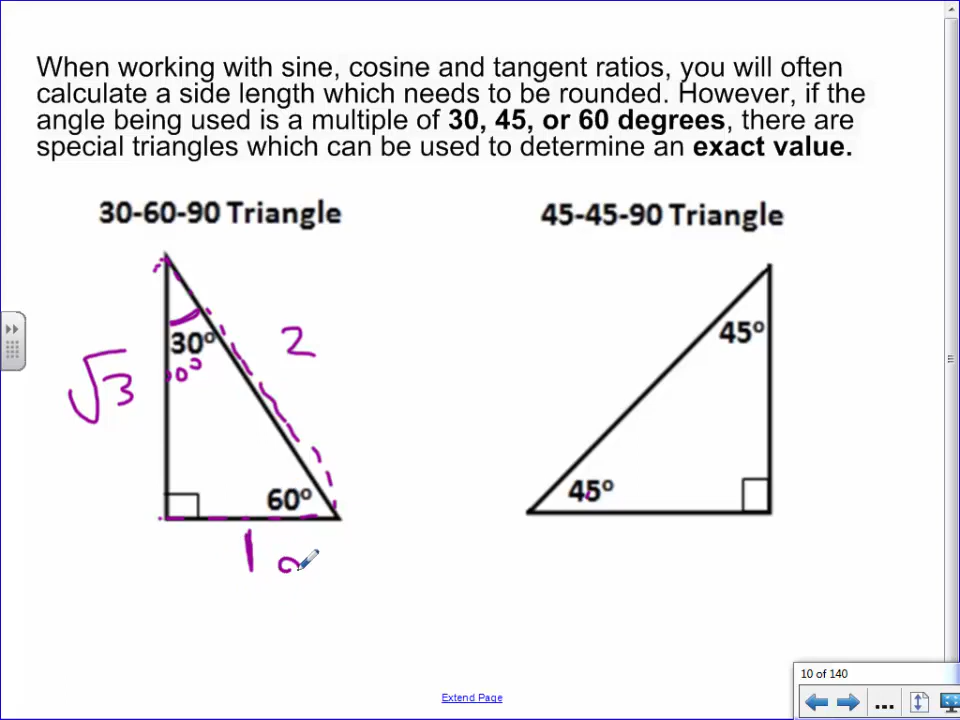 When working with sine, cosine and tangent ratios, you will often
calculate a side length which needs to be rounded. However, if the
angle being used is a multiple of 30, 45, or 60 degrees, there are
special triangles which can be used to determine an exact value.
30-60-90 Triangle
45-45-90 Triangle
30°
2
√3
60°
1
45°
45°
10 of 140
...
Extend Page